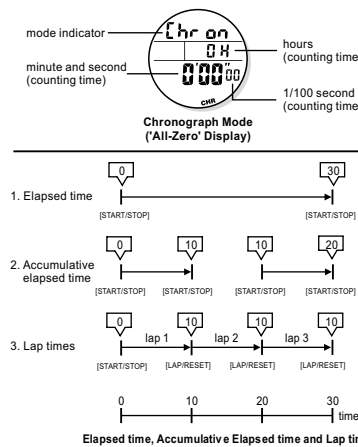 mode indicator
Chron
0H
hours
(counting time
minute and second
(counting time)
0'00"00
1/100 second
(counting time
CHR
Chronograph Mode
('All-Zero' Display)
0 30
1. Elapsed time
[START/STOP] [START/STOP]
0 10 10 20
2. Accumulative
elapsed time
[START/STOP] [START/STOP] [START/STOP] [START/STOP]
0 10 10 10
3. Lap times lap 1 lap 2 lap 3
[START/STOP] [LAP/RESET] [LAP/RESET] [LAP/RESET]
0 10 20 30
time
Elapsed time, Accumulative Elapsed time and Lap tim